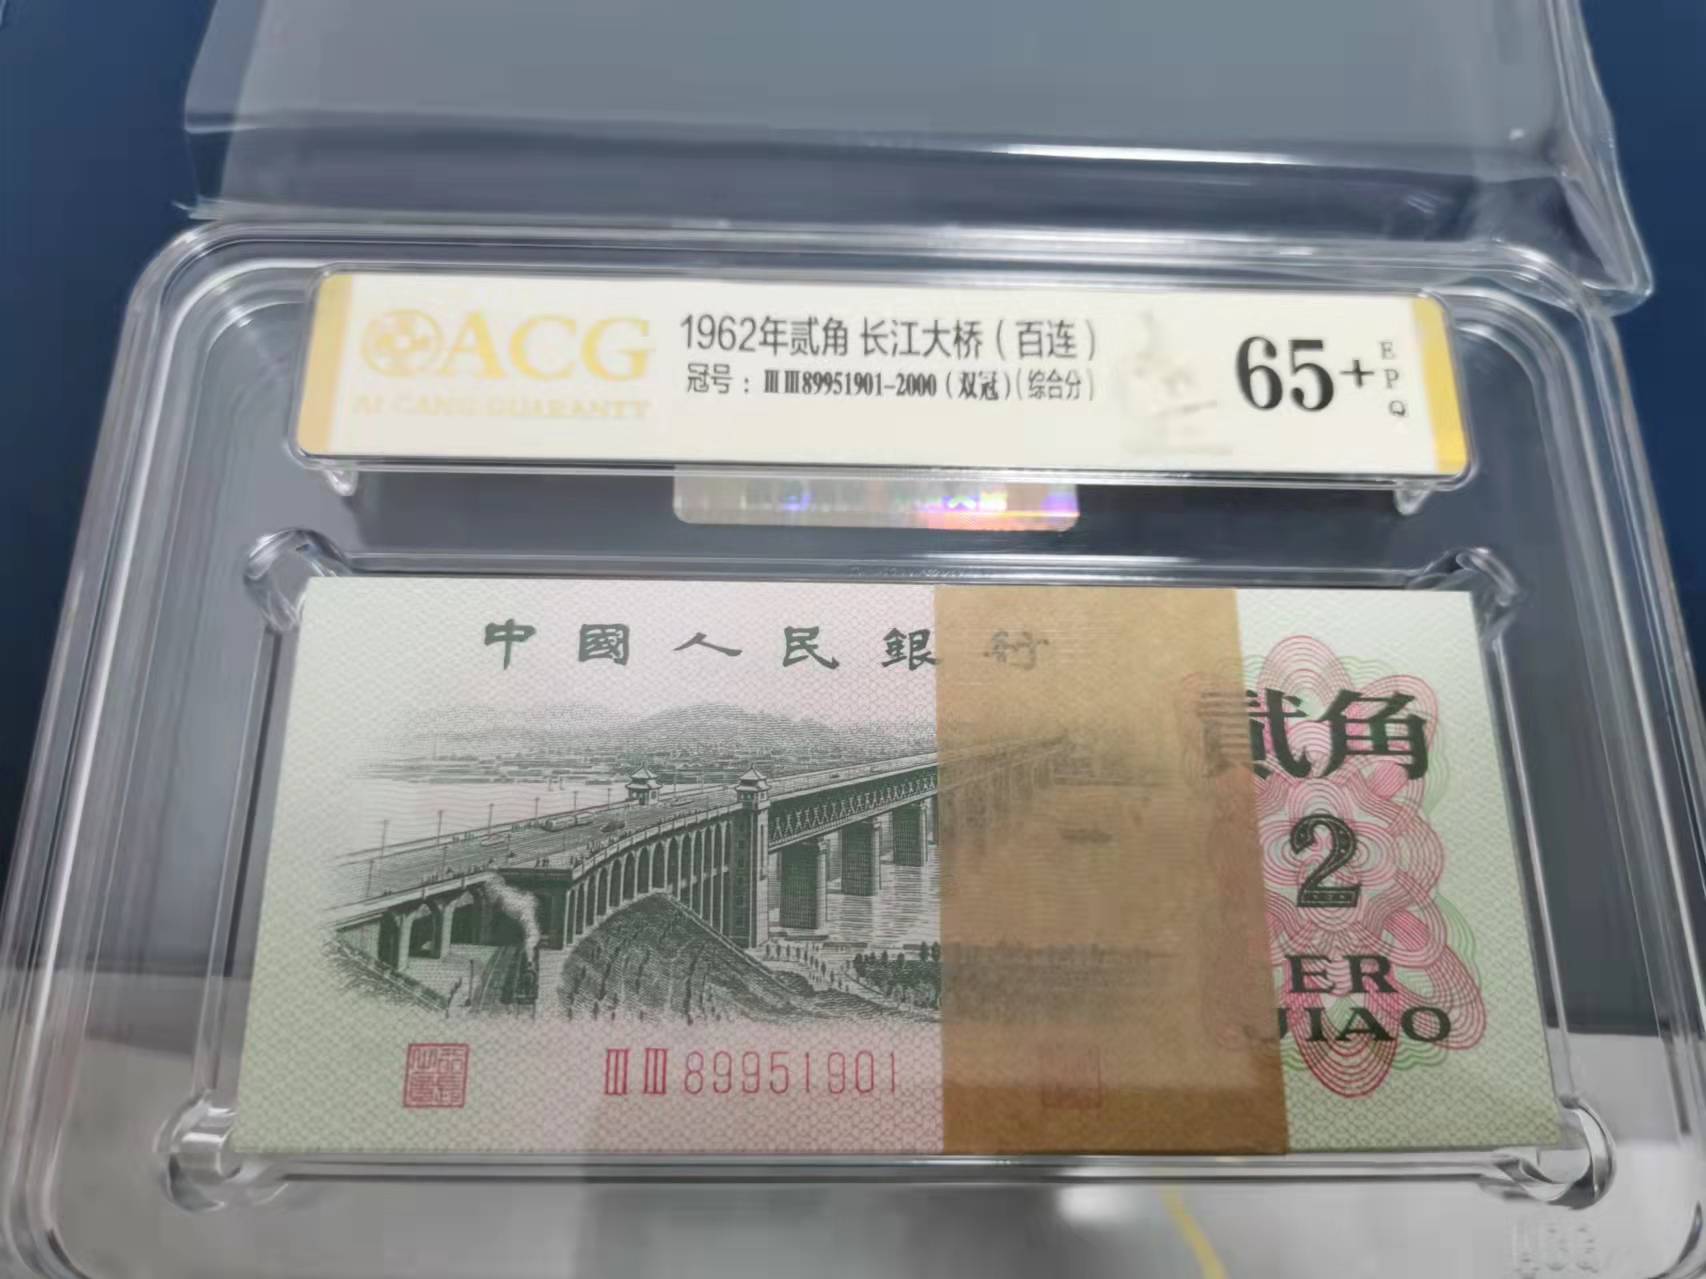 ACG
AI CANG GUARANTY
1962年贰角 长江大桥（百连）
冠号：ⅢⅢ89951901-2000（双冠）(综合分)
65+
EPQ
中國人民銀行
貳角
2
ER
JIAO
ⅢⅢ89951901